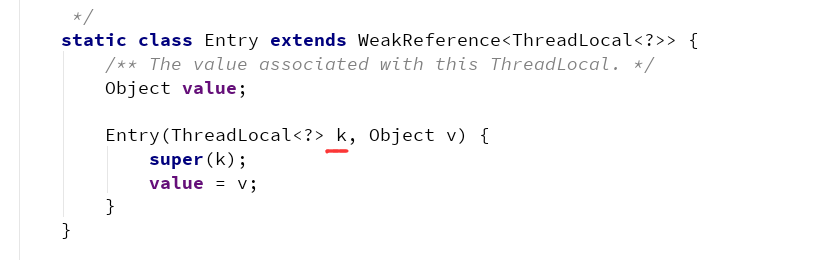 */
static class Entry extends WeakReference<ThreadLocal<?>> {
/** The value associated with this ThreadLocal. */
Object value;
Entry(ThreadLocal<?> k, Object v) {
super(k);
value = v;
}
}